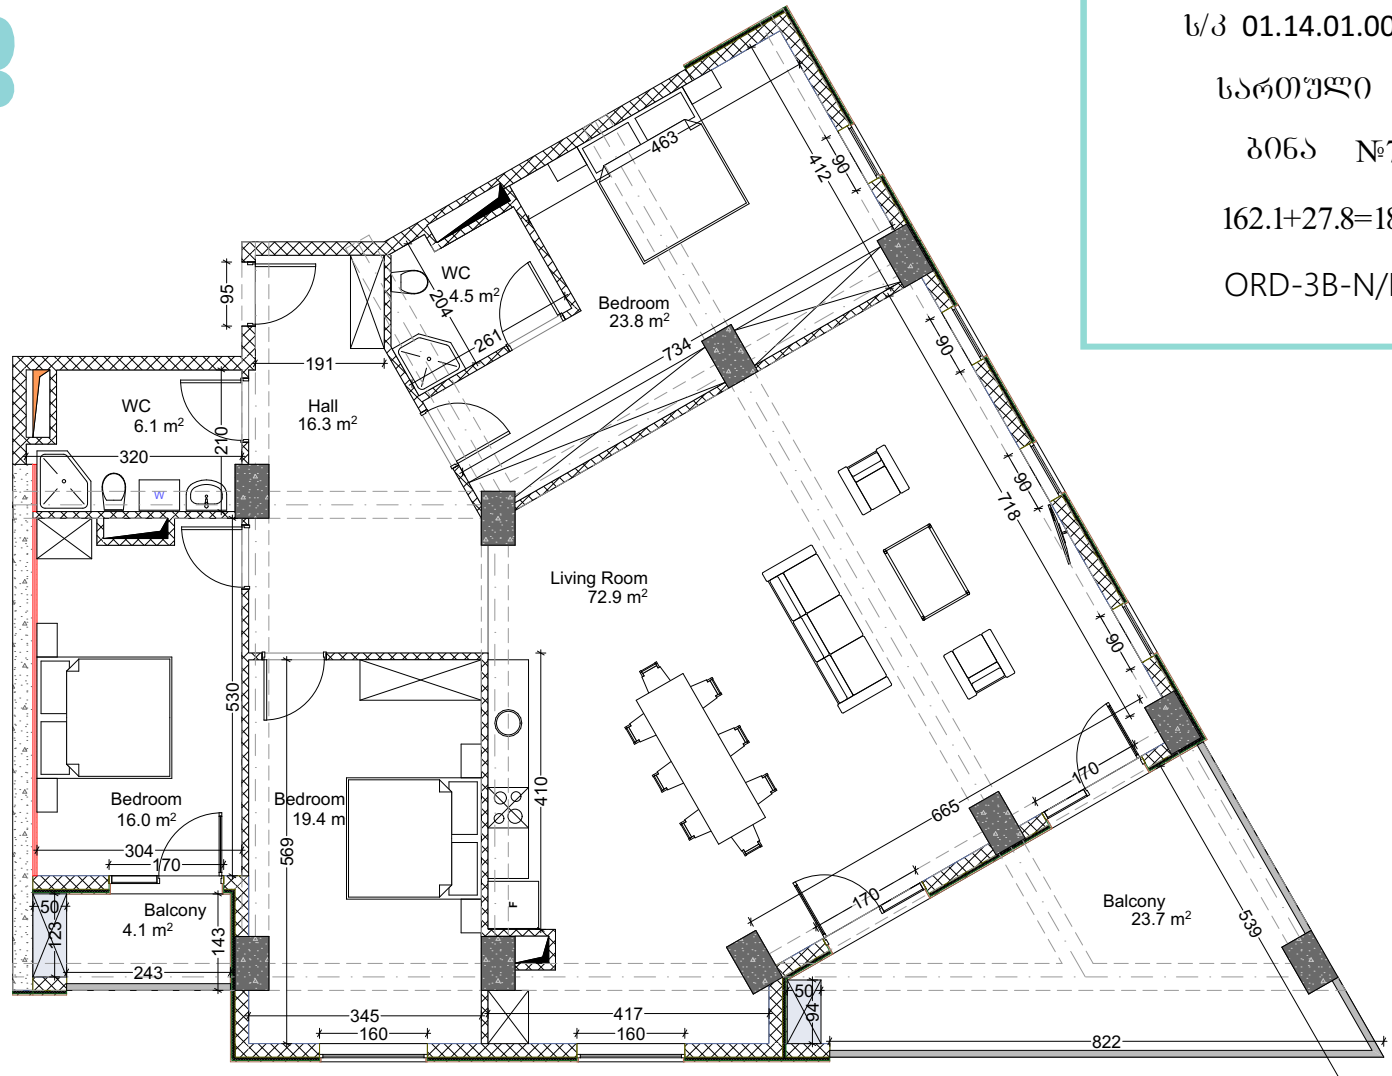 ს/კ 01.14.01.00
სართული
ბინა №7
162.1+27.8=18
ORD-3B-N/
463
412
90
WC
4.5 m²
204
261
Bedroom
23.8 m²
734
95
191
Hall
16.3 m²
WC
6.1 m²
320
210
W
90
90
718
90
Living Room
72.9 m²
530
Bedroom
16.0 m²
304
170
Bedroom
19.4 m
569
410
F
665
170
170
Balcony
4.1 m²
50
123
143
243
345
160
417
160
Balcony
23.7 m²
539
50
94
822